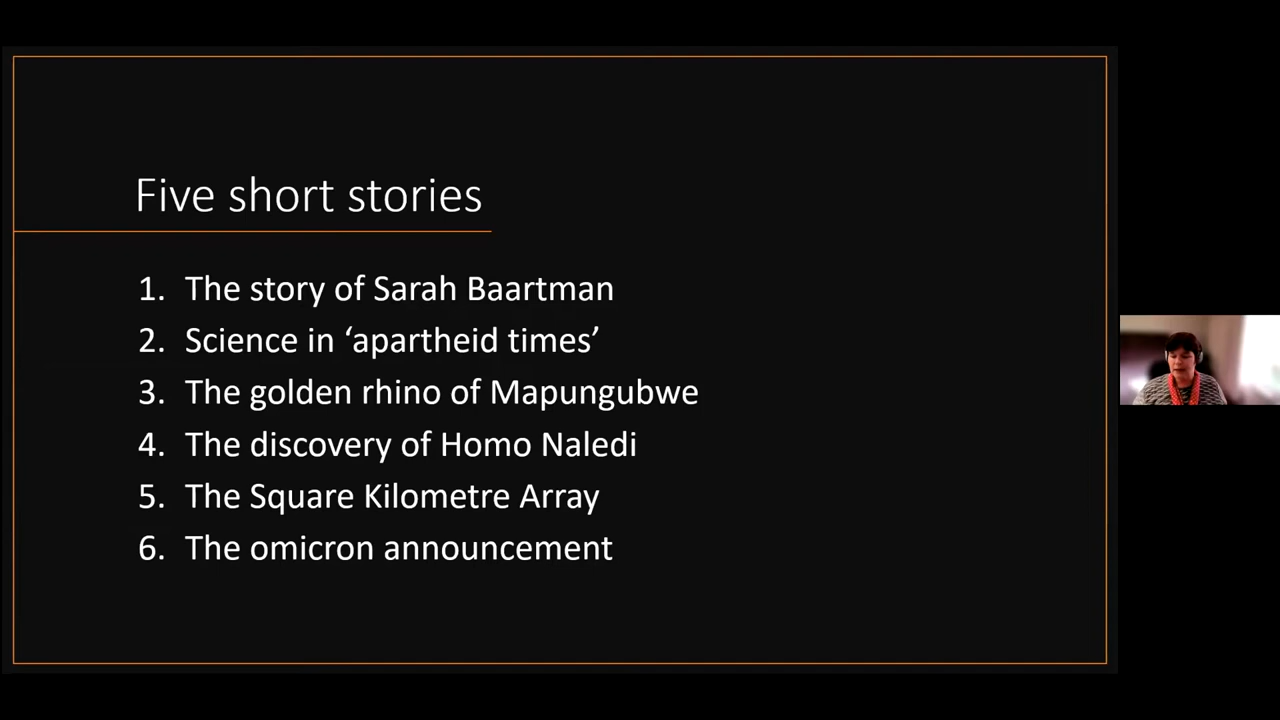 Five short stories
1. The story of Sarah Baartman
2. Science in ‘apartheid times’
3. The golden rhino of Mapungubwe
4. The discovery of Homo Naledi
5. The Square Kilometre Array
6. The omicron announcement